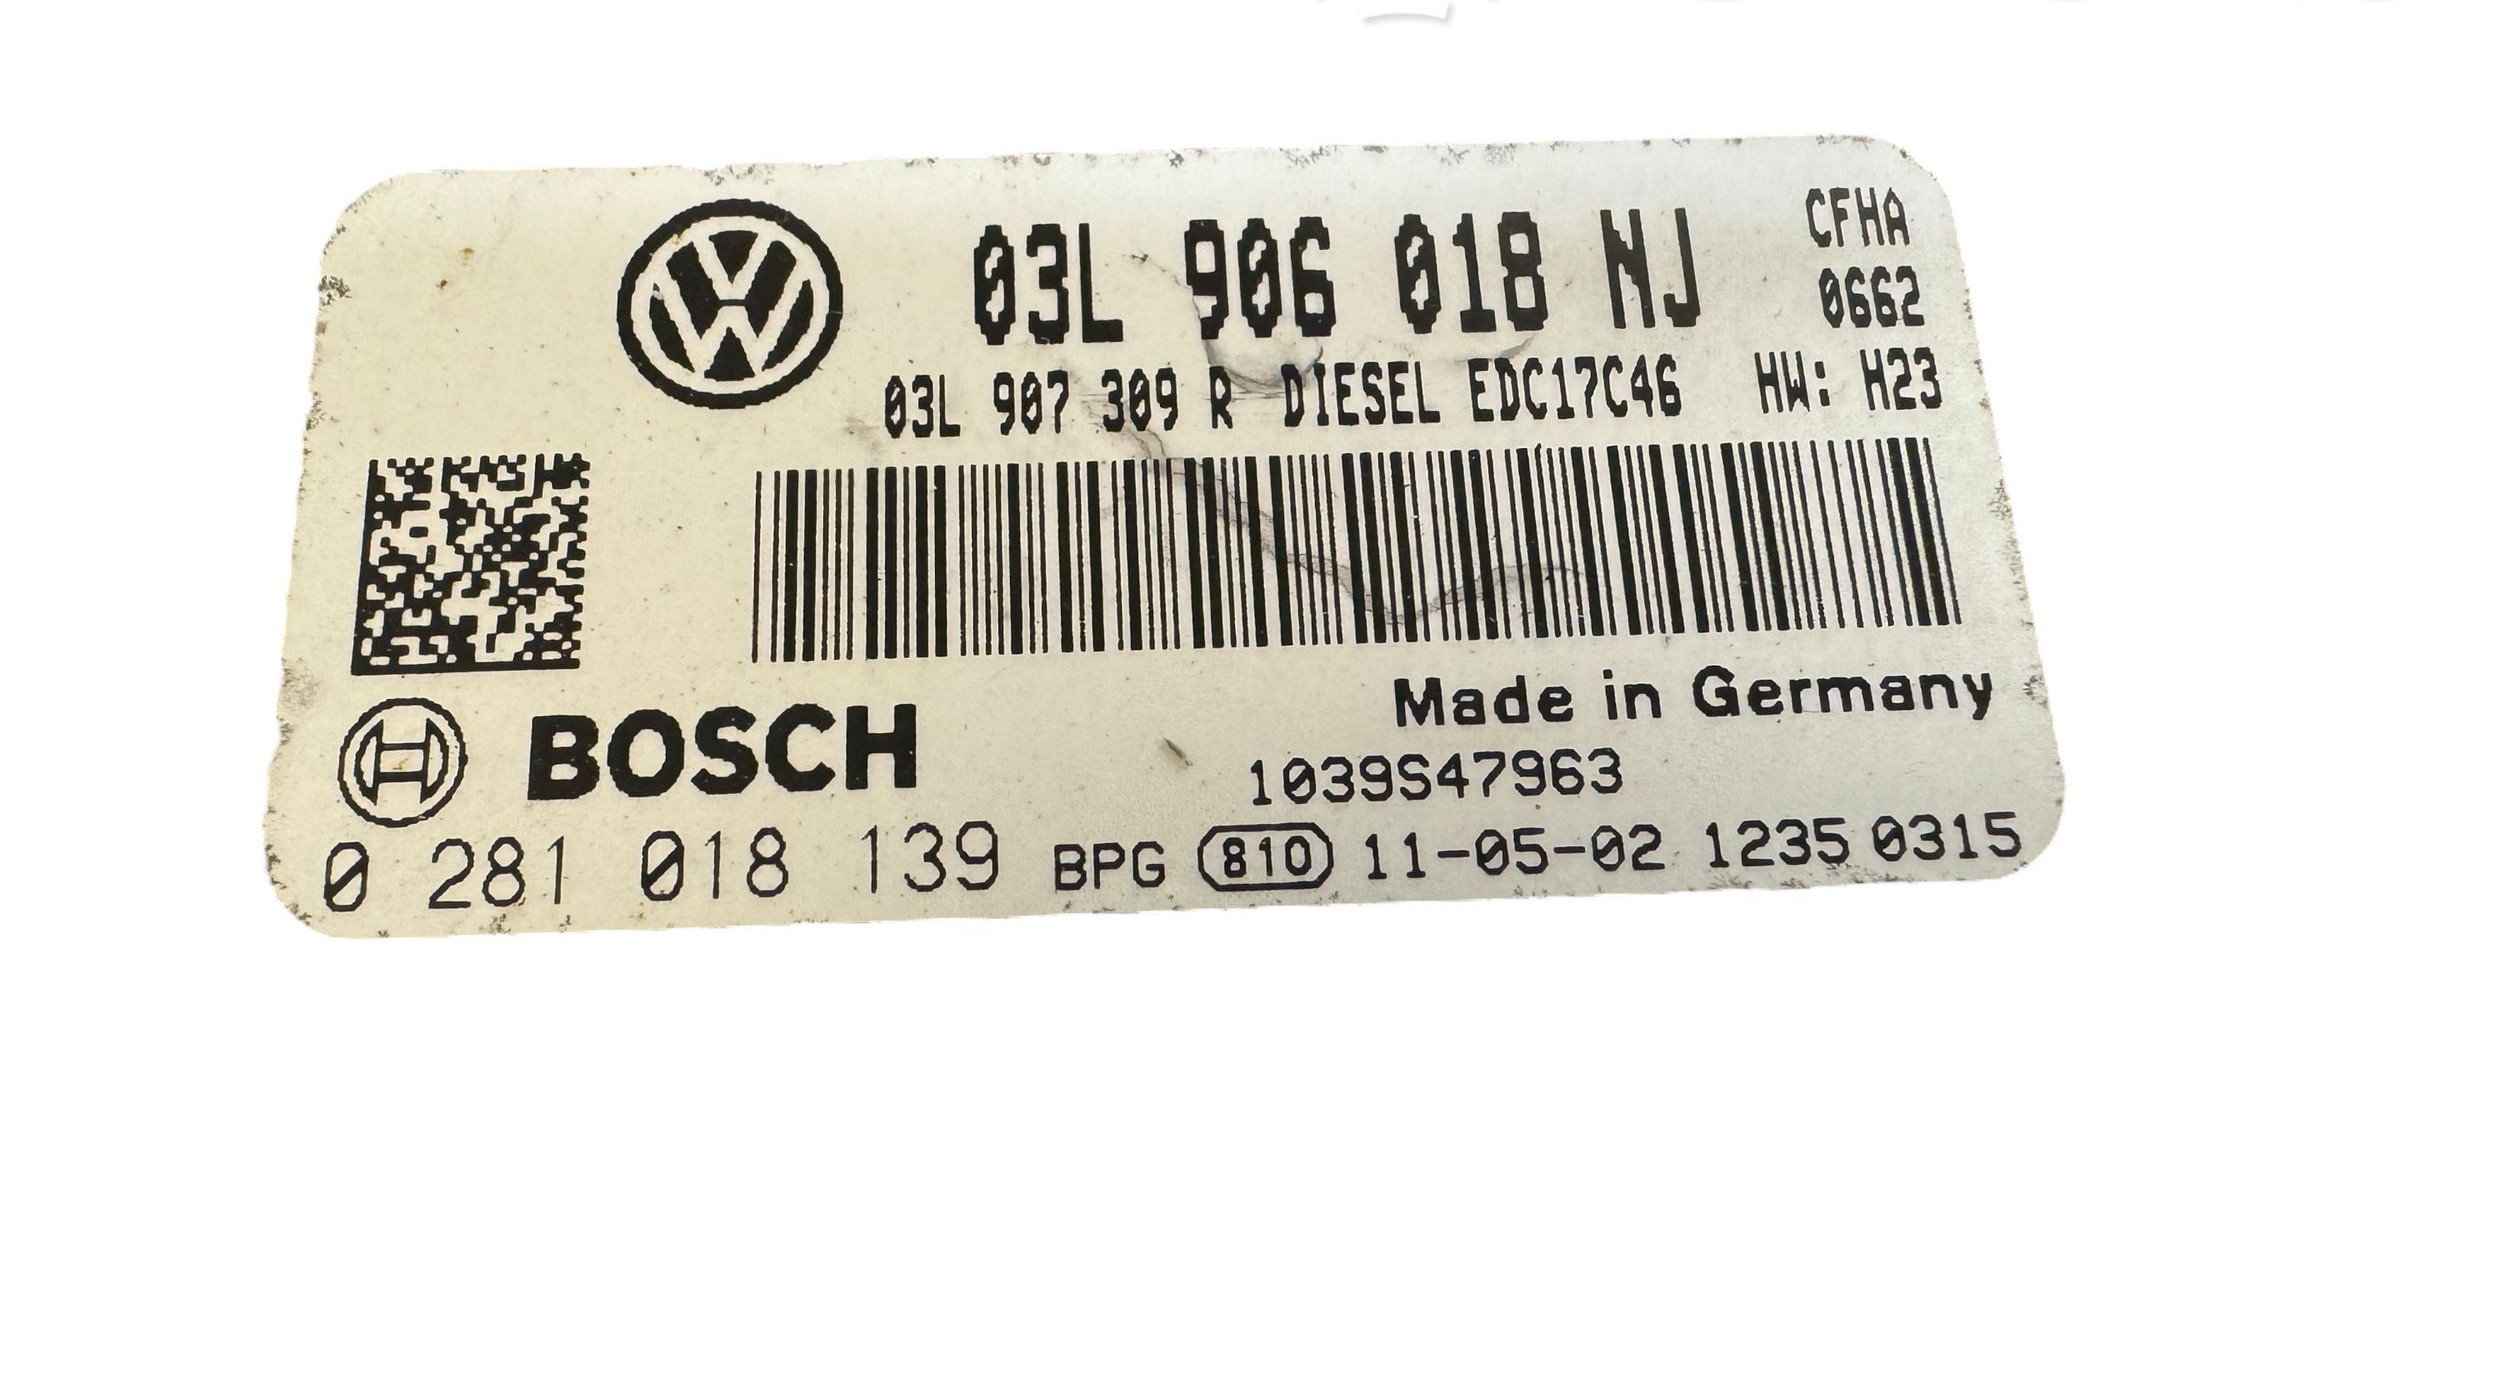 03L 906 018 NJ CFHA
0662
03L 907 309 R DIESEL EDC17C46 HW: H23
Made in Germany
BOSCH 1039S47963
0 281 018 139 BPG 810 11-05-02 1235 0315